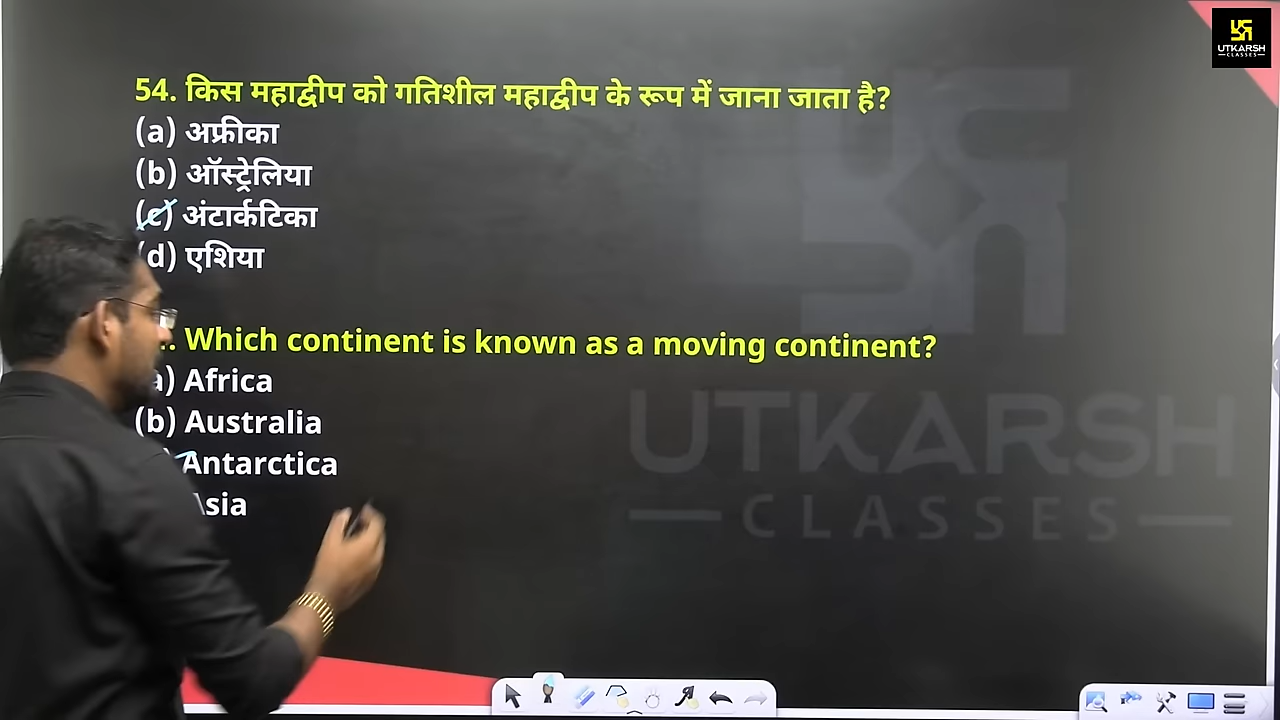 UTKARSH
CLASSES
54. किस महाद्वीप को गतिशील महाद्वीप के रूप में जाना जाता है?
(a) अफ्रीका
(b) ऑस्ट्रेलिया
(c) अंटार्कटिका
(d) एशिया
Which continent is known as a moving continent?
a) Africa
(b) Australia
Antarctica
Asia
UTKARSH
CLASSES